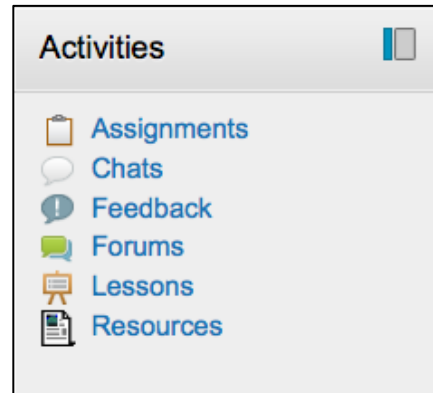 Activities
Assignments
Chats
Feedback
Forums
Lessons
Resources